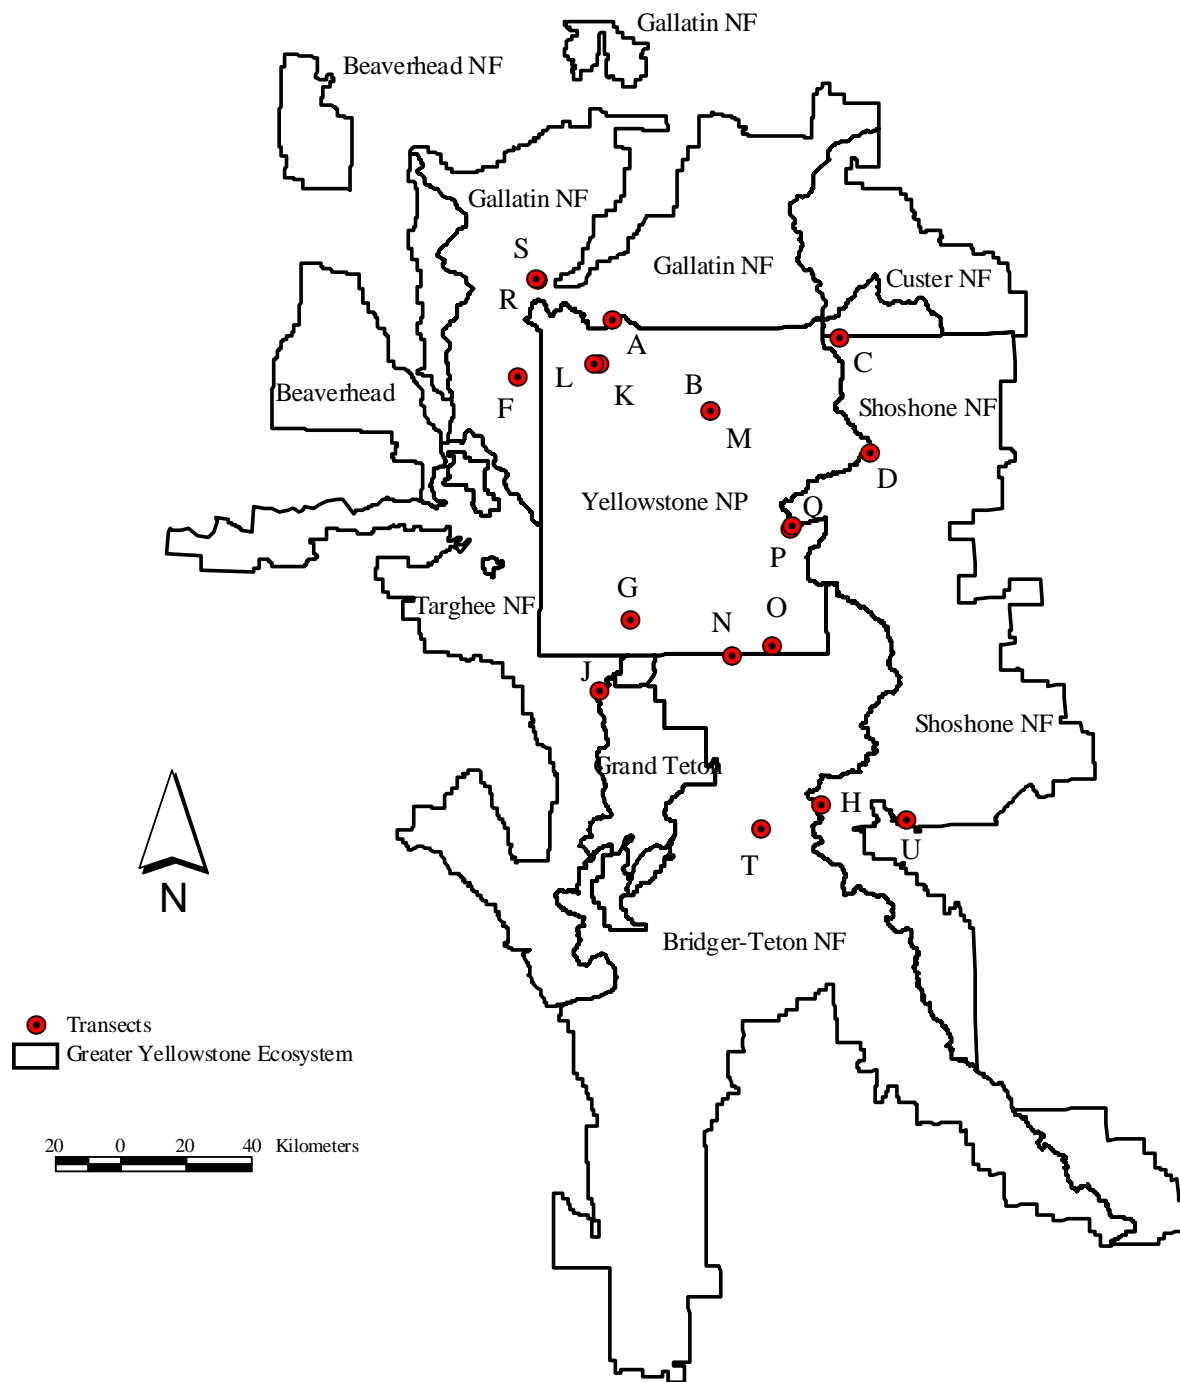 Gallatin NF
Beaverhead NF
Gallatin NF
S
Gallatin NF
Custer NF
R
A
C
L
K
B
F
Beaverhead
Shoshone NF
M
D
Yellowstone NP
Q
P
G
Targhee NF
O
N
J
Shoshone NF
Grand Teton
H
U
T
N
Bridger-Teton NF
Transects
Greater Yellowstone Ecosystem
20 0 20 40 Kilometers